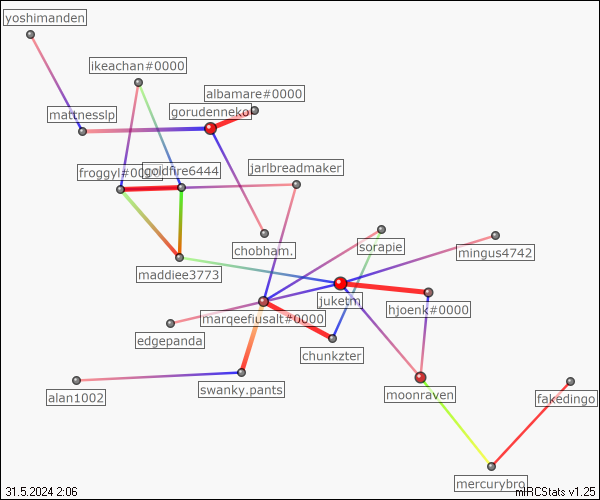 yoshimanden
ikeachan#0000
albamare#0000
mattnesslp
gorudenneko
froggyl#00
goldfire6444
jarlbreadmaker
chobham.
sorapie
mingus4742
maddiee3773
juketm
hjoenk#0000
marqeefiusalt#0000
edgepanda
chunkzter
swanky.pants
alan1002
moonraven
fakedingo
mercurybro
31.5.2024 2:06
mIRCStats v1.25